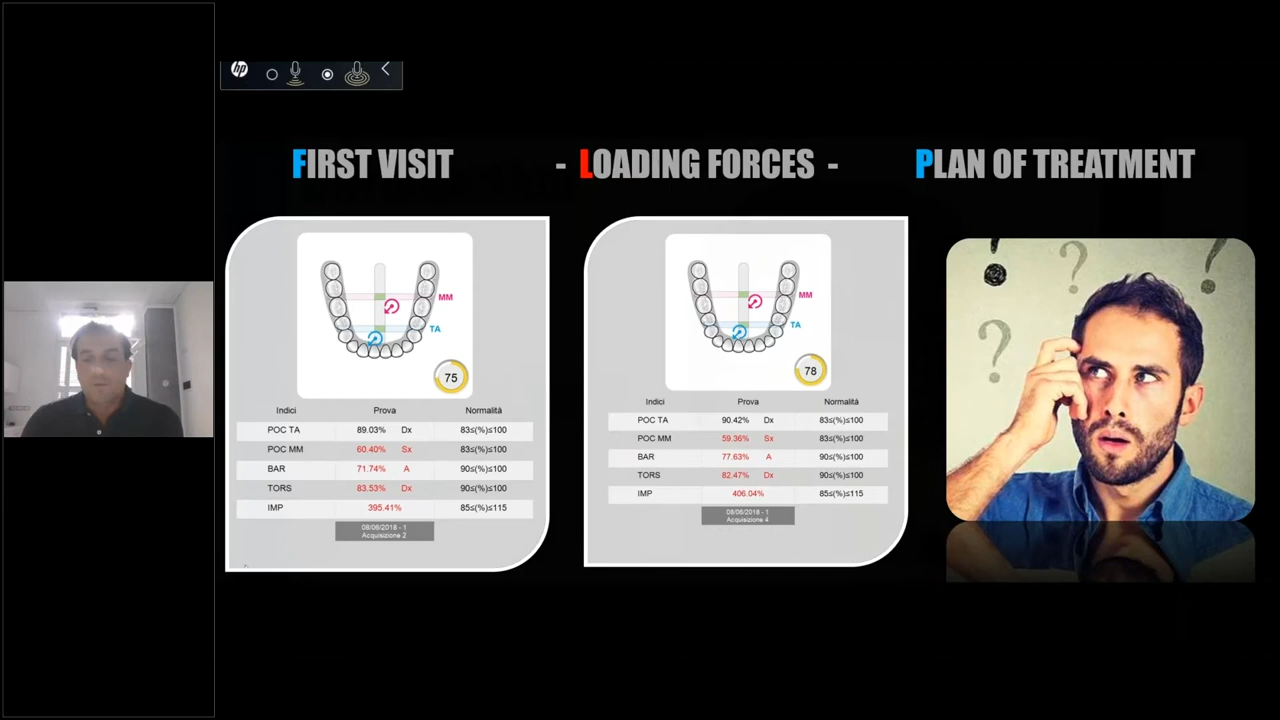 hp
FIRST VISIT - LOADING FORCES - PLAN OF TREATMENT
MM
TA
75
Indici Prova Normalità
POC TA 89.03% Dx 83≤(%)≤100
POC MM 60.40% Sx 83≤(%)≤100
BAR 71.74% A 90≤(%)≤100
TORS 83.53% Dx 90≤(%)≤100
IMP 395.41% 85≤(%)≤115
08/06/2018 - 1
Acquisizione 2
MM
TA
78
Indici Prova Normalità
POC TA 90.42% Dx 83≤(%)≤100
POC MM 59.36% Sx 83≤(%)≤100
BAR 77.63% A 90≤(%)≤100
TORS 82.47% Dx 90≤(%)≤100
IMP 406.04% 85≤(%)≤115
08/06/2018 - 1
Acquisizione 4
? ? ?
?